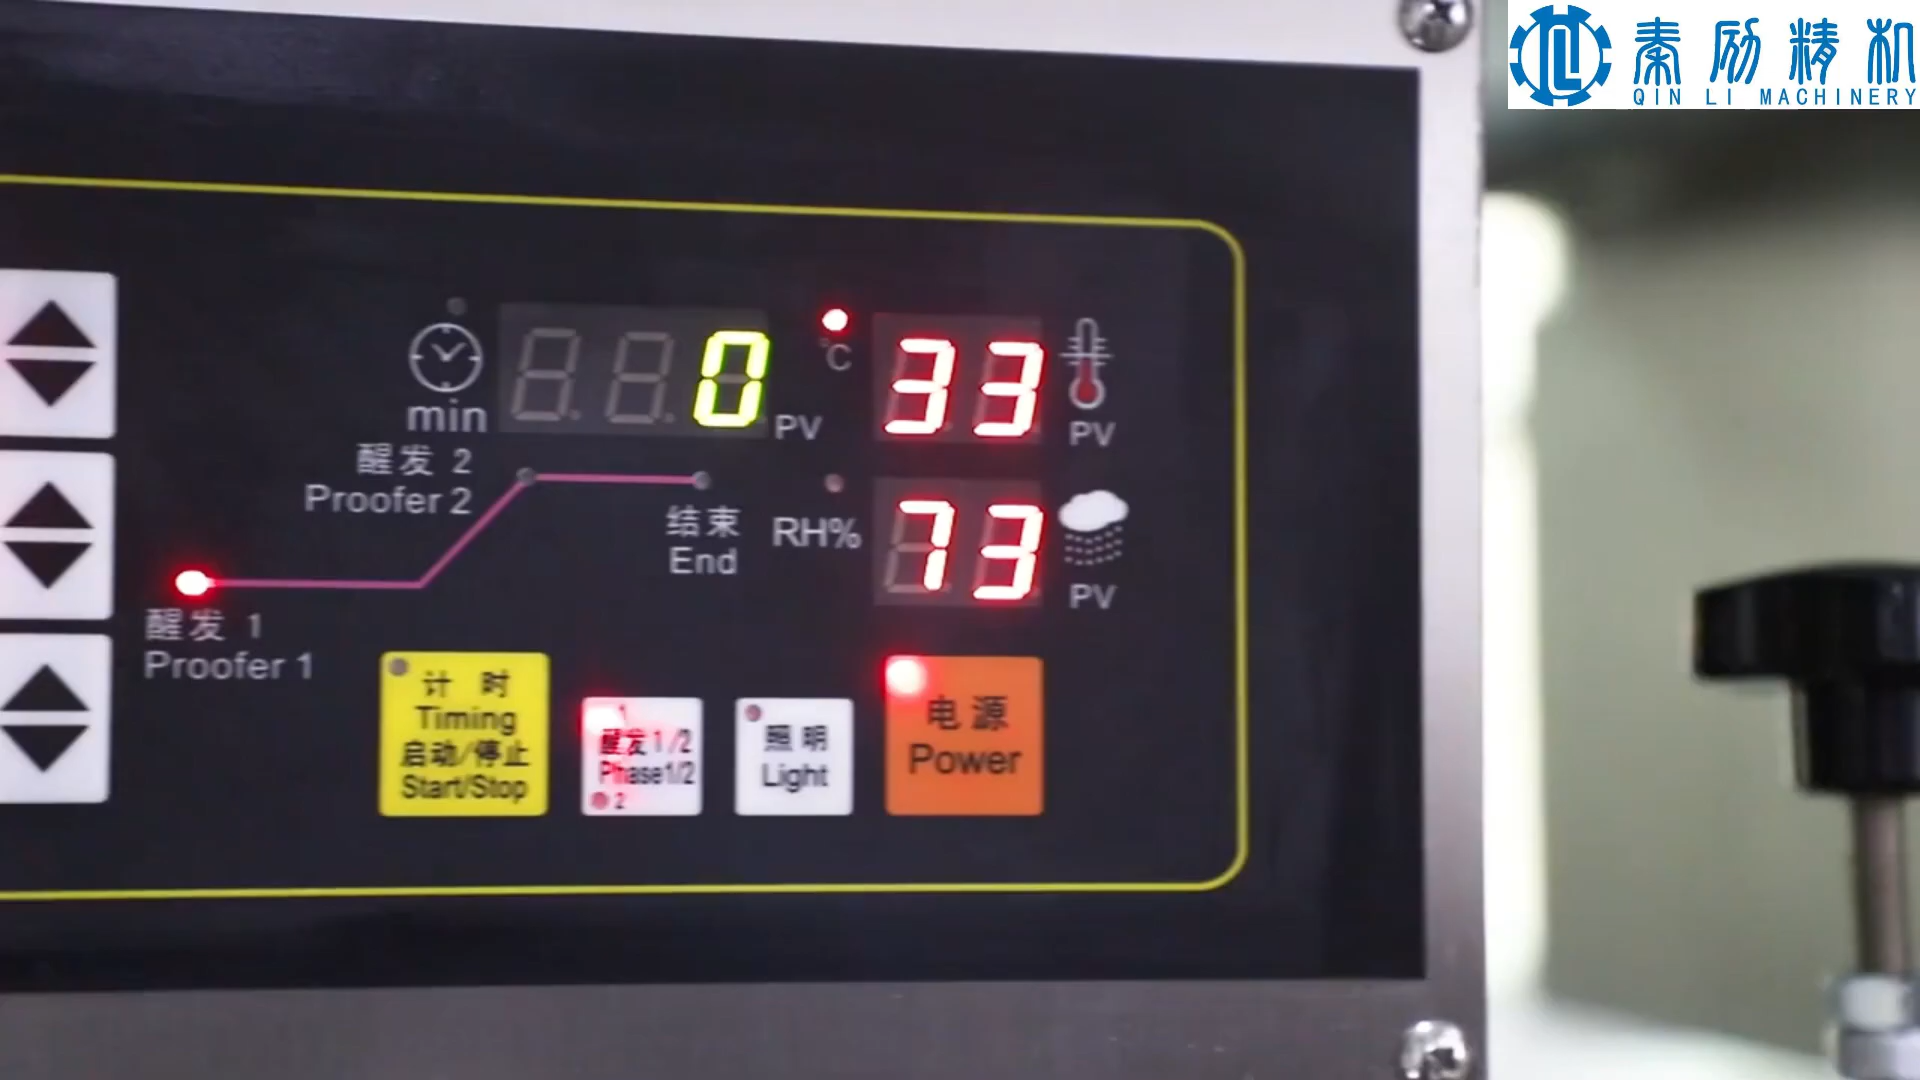 秦励精机
QIN LI MACHINERY
0
°C
33
min
PV
PV
醒发 2
Proofer 2
结束
End
RH%
73
PV
醒发 1
Proofer 1
计时
Timing
启动/停止
Start/Stop
1
醒发1/2
Phase1/2
2
照明
Light
电源
Power